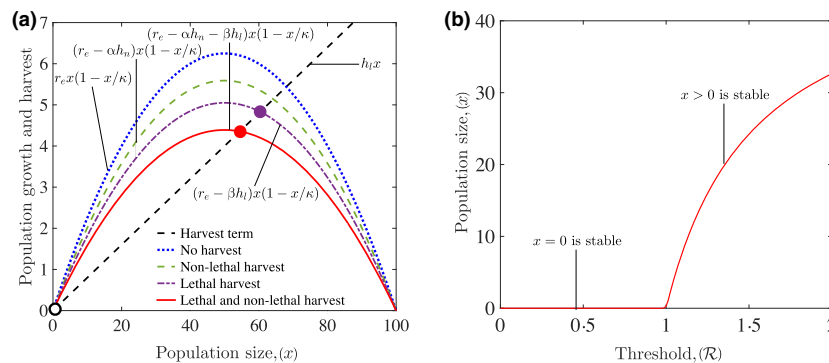 (a)
(r_e − αh_n − βh_l)x(1 − x/κ)
(r_e − αh_n)x(1 − x/κ)
r_e x(1 − x/κ)
h_l x
(r_e − βh_l)x(1 − x/κ)
Population growth and harvest
7
6
5
4
3
2
1
0
Harvest term
No harvest
Non-lethal harvest
Lethal harvest
Lethal and non-lethal harvest
0 20 40 60 80 100
Population size, (x)
(b)
Population size, (x)
40
30
20
10
0
x > 0 is stable
x = 0 is stable
0 0·5 1 1·5 2
Threshold, (ℛ)